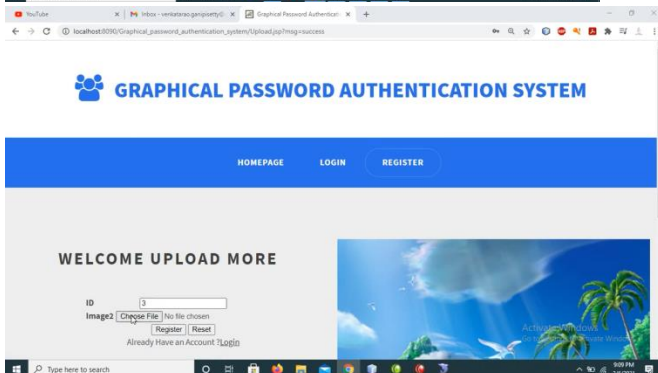 YouTube
Inbox - venkatarao.ganipisetty@
Graphical Password Authenticati
localhost:8090/Graphical_password_authentication_system/Upload.jsp?msg=success
GRAPHICAL PASSWORD AUTHENTICATION SYSTEM
HOMEPAGE LOGIN REGISTER
WELCOME UPLOAD MORE
ID 3
Image2 Choose File No file chosen
Register Reset
Already Have an Account ?Login
Activate Windows
Type here to search
9:09 PM